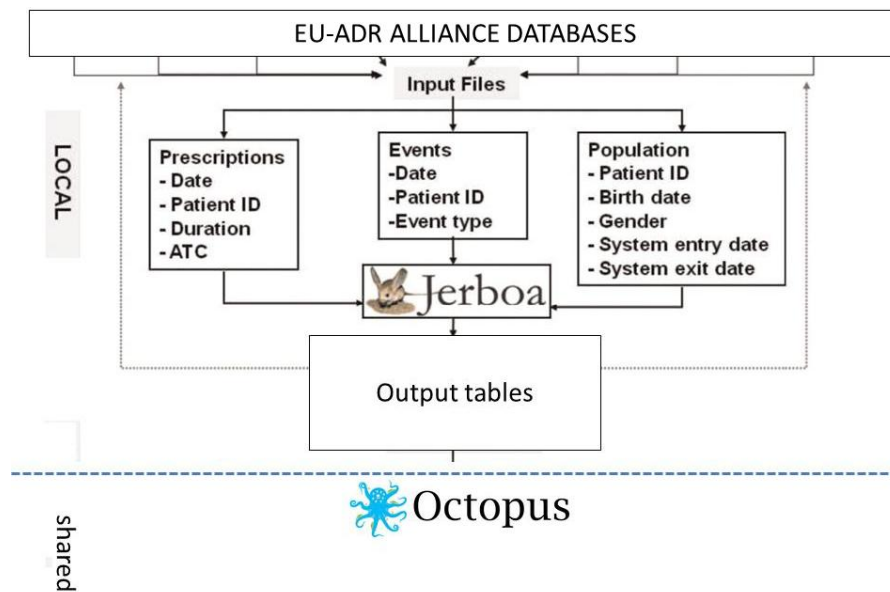 EU-ADR ALLIANCE DATABASES
Input Files
LOCAL
Prescriptions
- Date
- Patient ID
- Duration
- ATC
Events
-Date
-Patient ID
-Event type
Population
- Patient ID
- Birth date
- Gender
- System entry date
- System exit date
Jerboa
Output tables
Octopus
shared